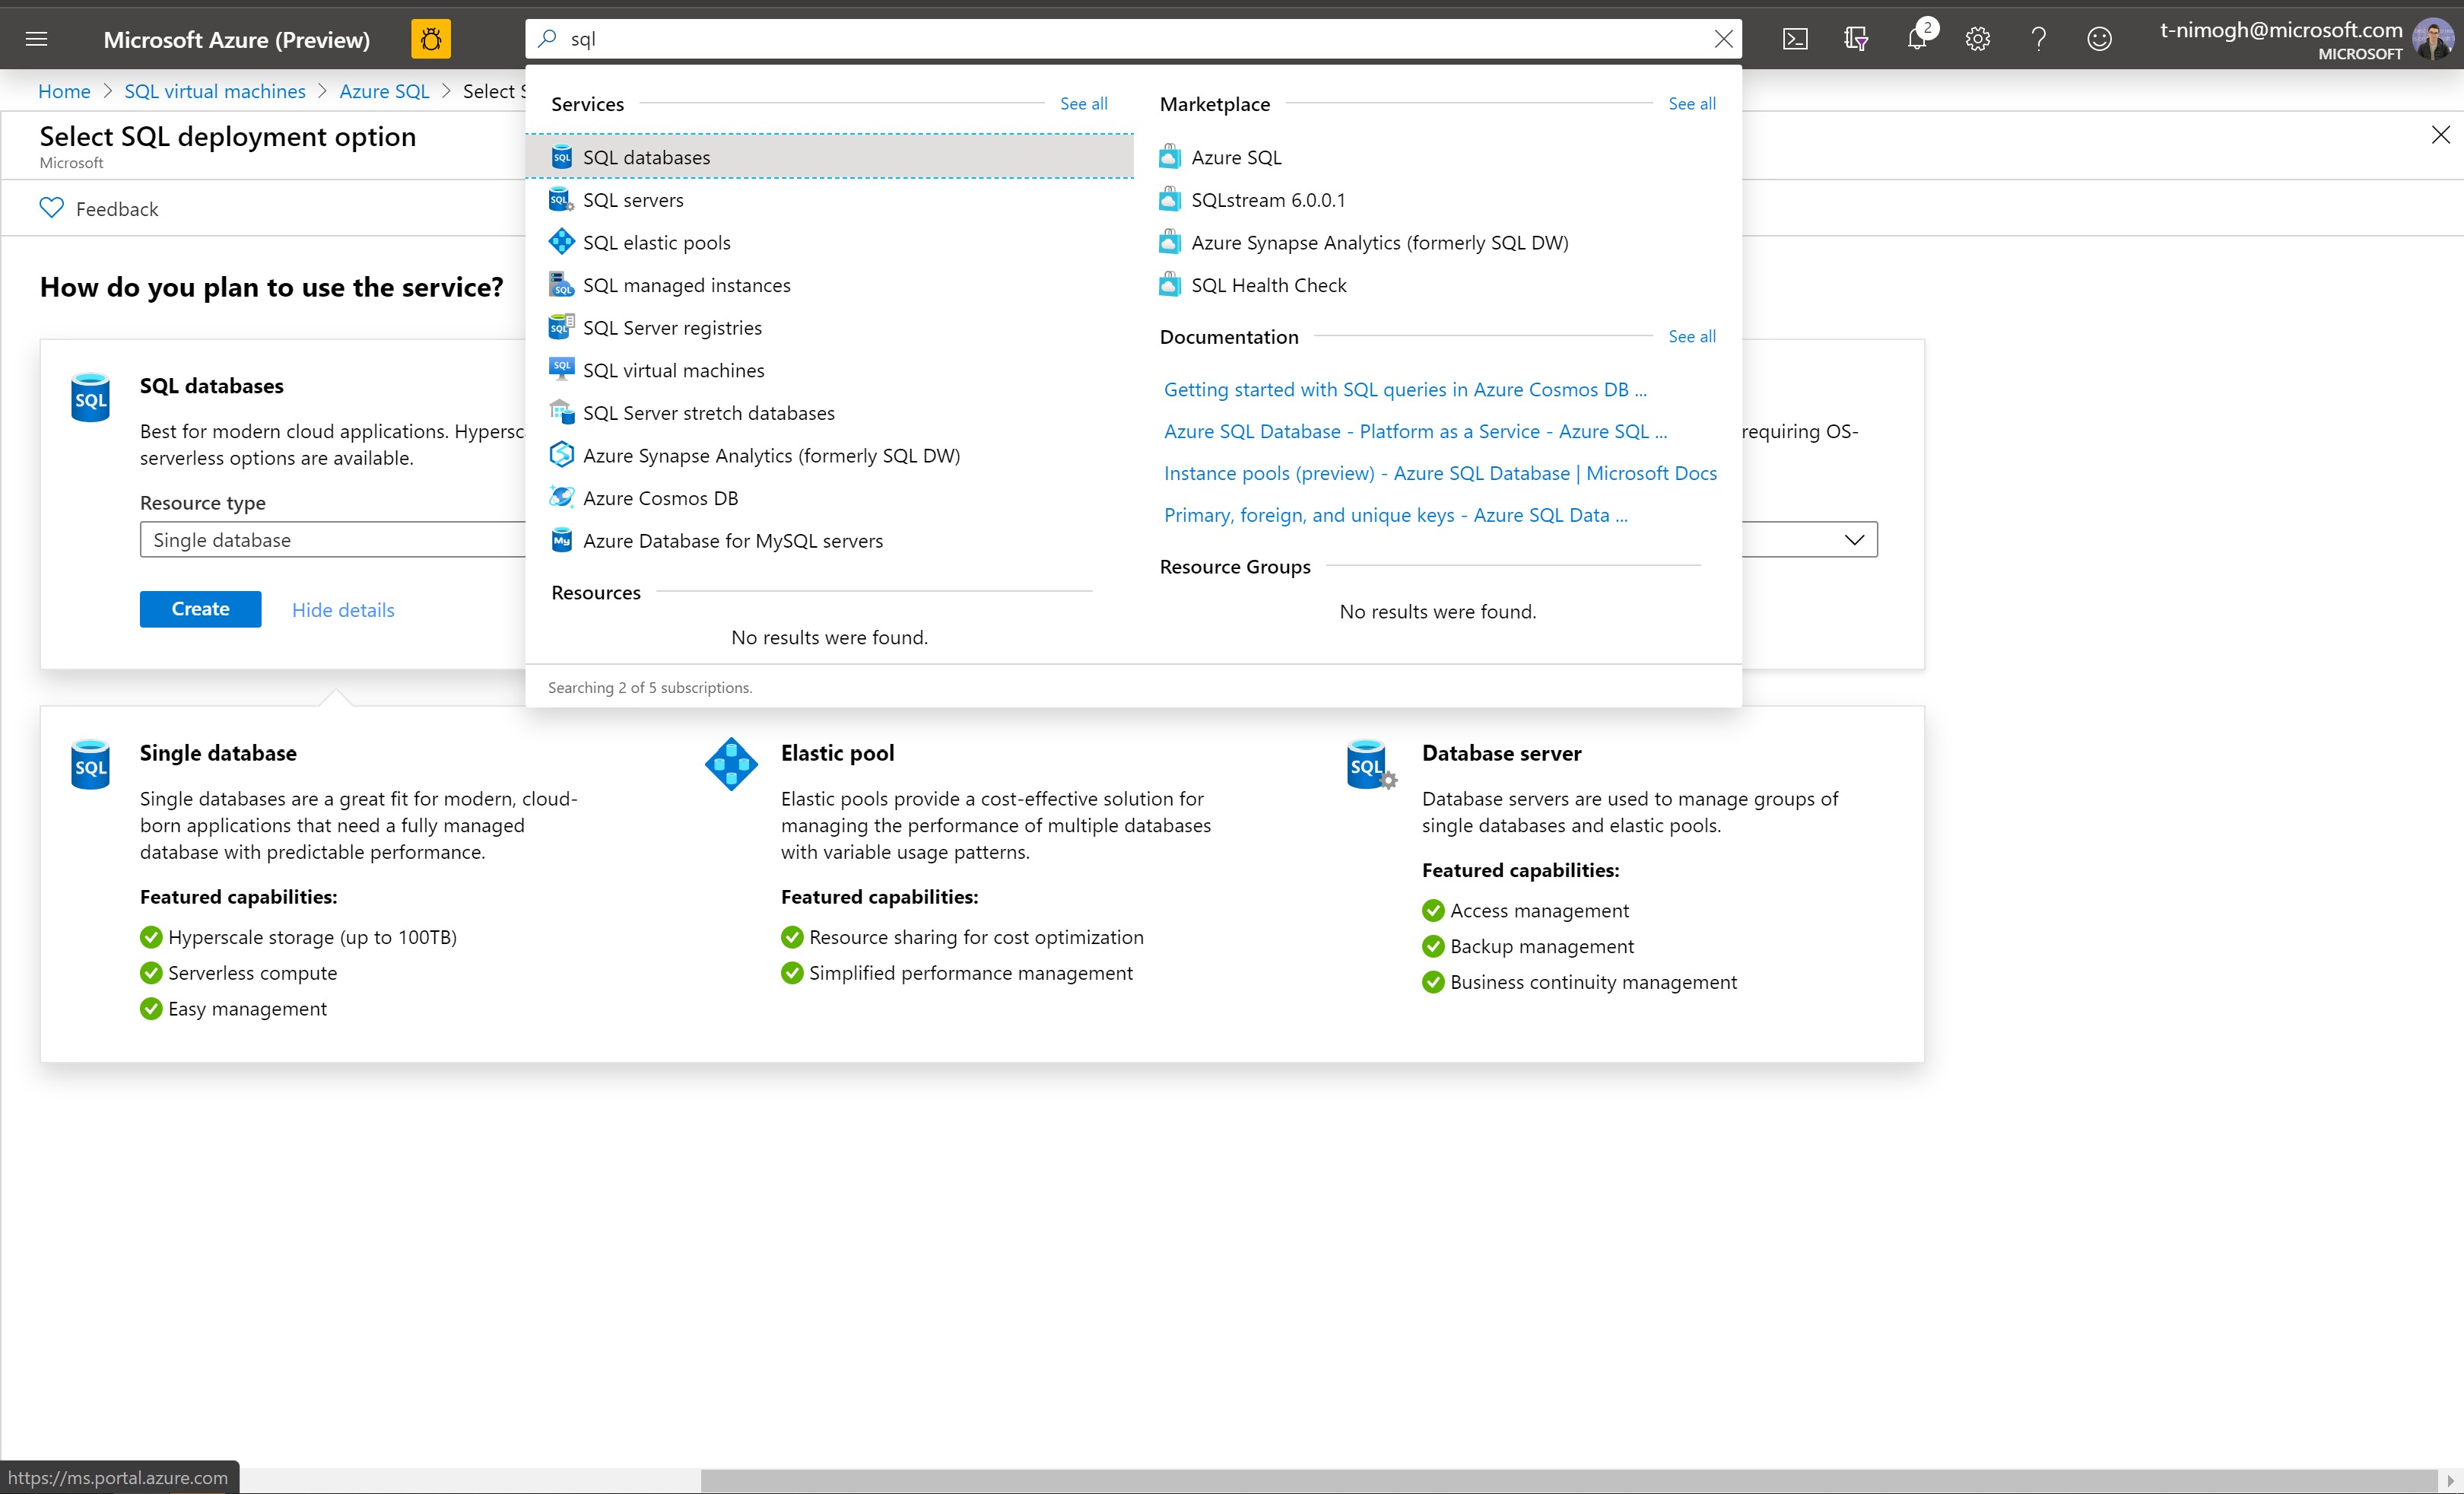 Microsoft Azure (Preview)
sql
2
t-nimogh@microsoft.com
MICROSOFT
Home > SQL virtual machines > Azure SQL > Select S
Select SQL deployment option
Microsoft
Feedback
How do you plan to use the service?
SQL
SQL databases
Best for modern cloud applications. Hypersc
serverless options are available.
Resource type
Single database
Create
Hide details
Services
See all
SQL databases
SQL servers
SQL elastic pools
SQL managed instances
SQL Server registries
SQL virtual machines
SQL Server stretch databases
Azure Synapse Analytics (formerly SQL DW)
Azure Cosmos DB
Azure Database for MySQL servers
Resources
No results were found.
Marketplace
See all
Azure SQL
SQLstream 6.0.0.1
Azure Synapse Analytics (formerly SQL DW)
SQL Health Check
Documentation
See all
Getting started with SQL queries in Azure Cosmos DB ...
Azure SQL Database - Platform as a Service - Azure SQL ...
Instance pools (preview) - Azure SQL Database | Microsoft Docs
Primary, foreign, and unique keys - Azure SQL Data ...
Resource Groups
No results were found.
Searching 2 of 5 subscriptions.
requiring OS-
SQL
Single database
Single databases are a great fit for modern, cloud-
born applications that need a fully managed
database with predictable performance.
Featured capabilities:
Hyperscale storage (up to 100TB)
Serverless compute
Easy management
Elastic pool
Elastic pools provide a cost-effective solution for
managing the performance of multiple databases
with variable usage patterns.
Featured capabilities:
Resource sharing for cost optimization
Simplified performance management
SQL
Database server
Database servers are used to manage groups of
single databases and elastic pools.
Featured capabilities:
Access management
Backup management
Business continuity management
https://ms.portal.azure.com